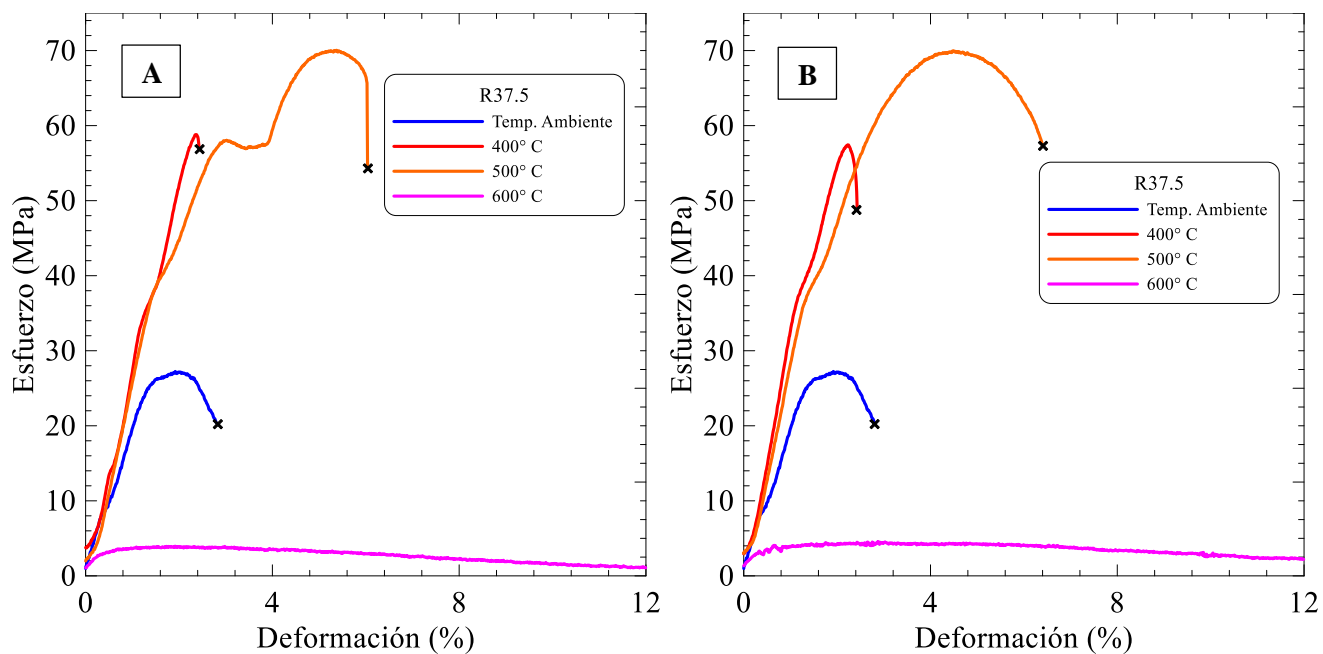 A
R37.5
Temp. Ambiente
400° C
500° C
600° C
70
60
50
40
30
20
10
0
Esfuerzo (MPa)
0
4
8
12
Deformación (%)
B
R37.5
Temp. Ambiente
400° C
500° C
600° C
70
60
50
40
30
20
10
0
Esfuerzo (MPa)
0
4
8
12
Deformación (%)